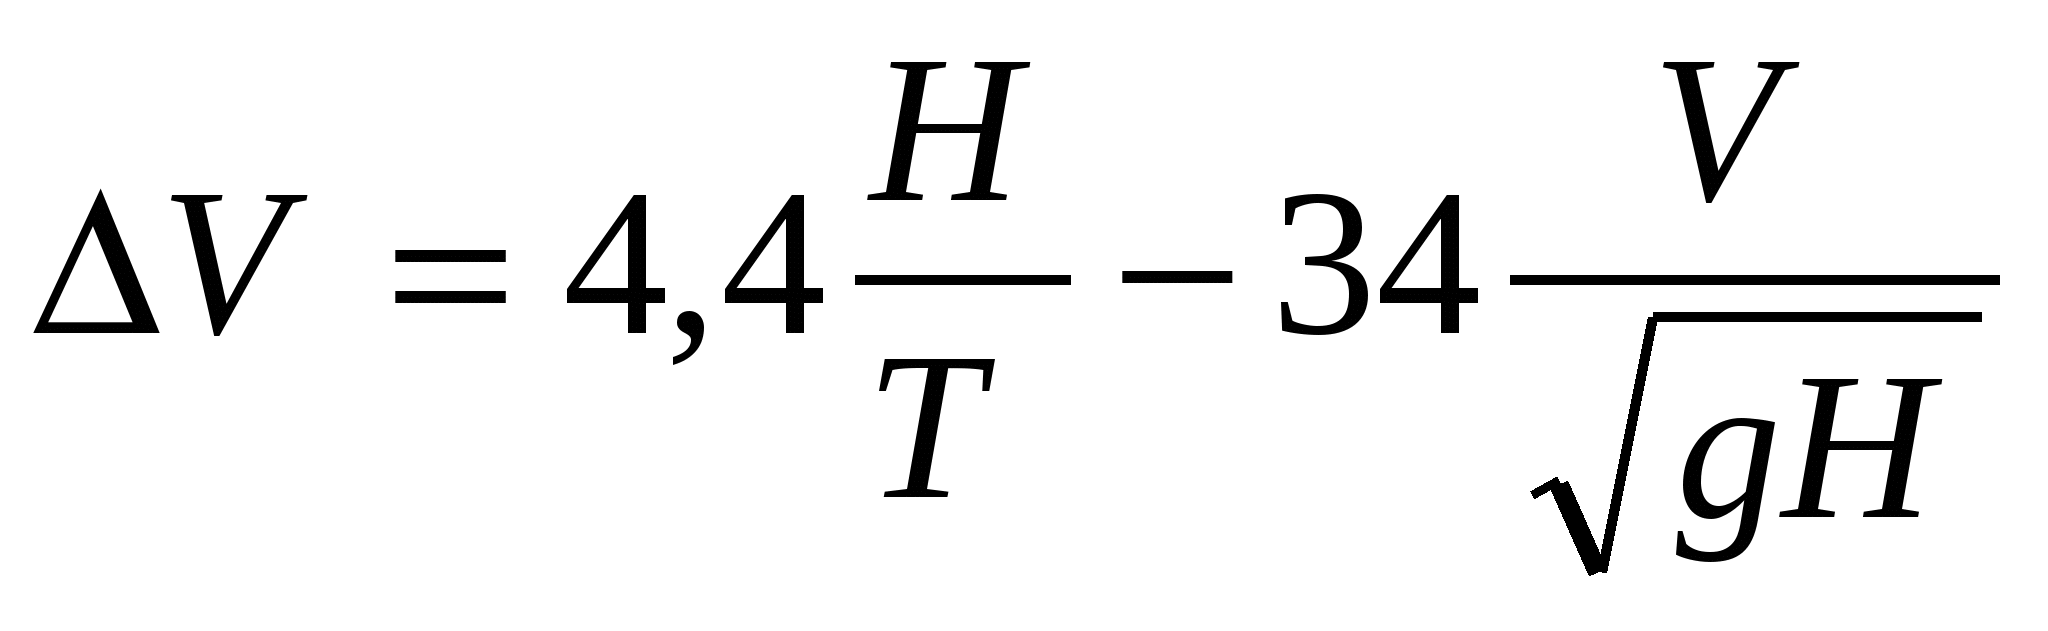 ΔV = 4,4 H/T − 34 V/√gH